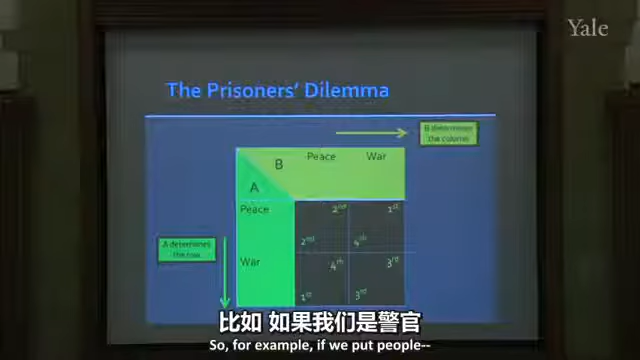 Yale
The Prisoners' Dilemma
B determines
the column
B
Peace
War
A
Peace
2nd
1st
2nd
4th
A determines
the row
War
4th
3rd
1st
3rd
比如 如果我们是警官
So, for example, if we put people--